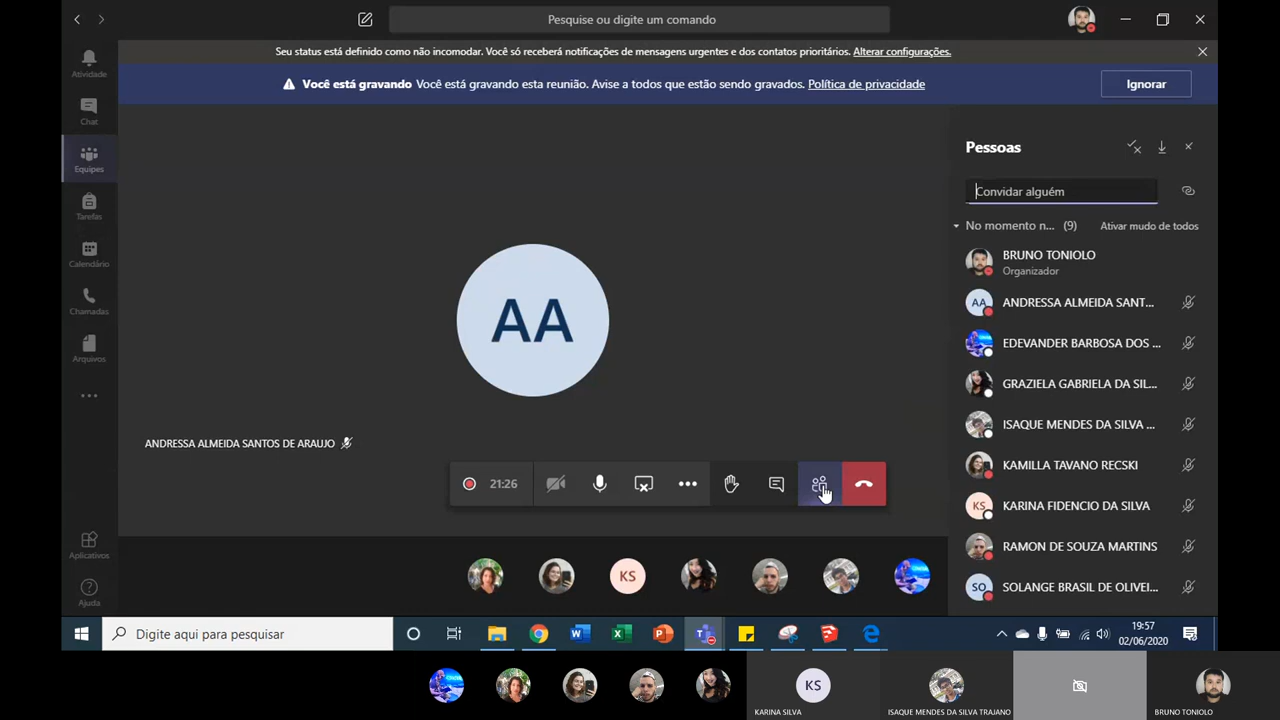 Pesquise ou digite um comando
Seu status está definido como não incomodar. Você só receberá notificações de mensagens urgentes e dos contatos prioritários. Alterar configurações.
Você está gravando Você está gravando esta reunião. Avise a todos que estão sendo gravados. Política de privacidade
Ignorar
Atividade
Chat
Equipes
Tarefas
Calendário
Chamadas
Arquivos
Aplicativos
Ajuda
AA
ANDRESSA ALMEIDA SANTOS DE ARAUJO
21:26
KS
Pessoas
Convidar alguém
No momento n... (9) Ativar mudo de todos
BRUNO TONIOLO
Organizador
AA ANDRESSA ALMEIDA SANT...
EDEVANDER BARBOSA DOS ...
GRAZIELA GABRIELA DA SIL...
ISAQUE MENDES DA SILVA ...
KAMILLA TAVANO RECSKI
KS KARINA FIDENCIO DA SILVA
RAMON DE SOUZA MARTINS
SO SOLANGE BRASIL DE OLIVEI...
Digite aqui para pesquisar
19:57
02/06/2020
KS
KARINA SILVA
ISAQUE MENDES DA SILVA TRAJANO
BRUNO TONIOLO